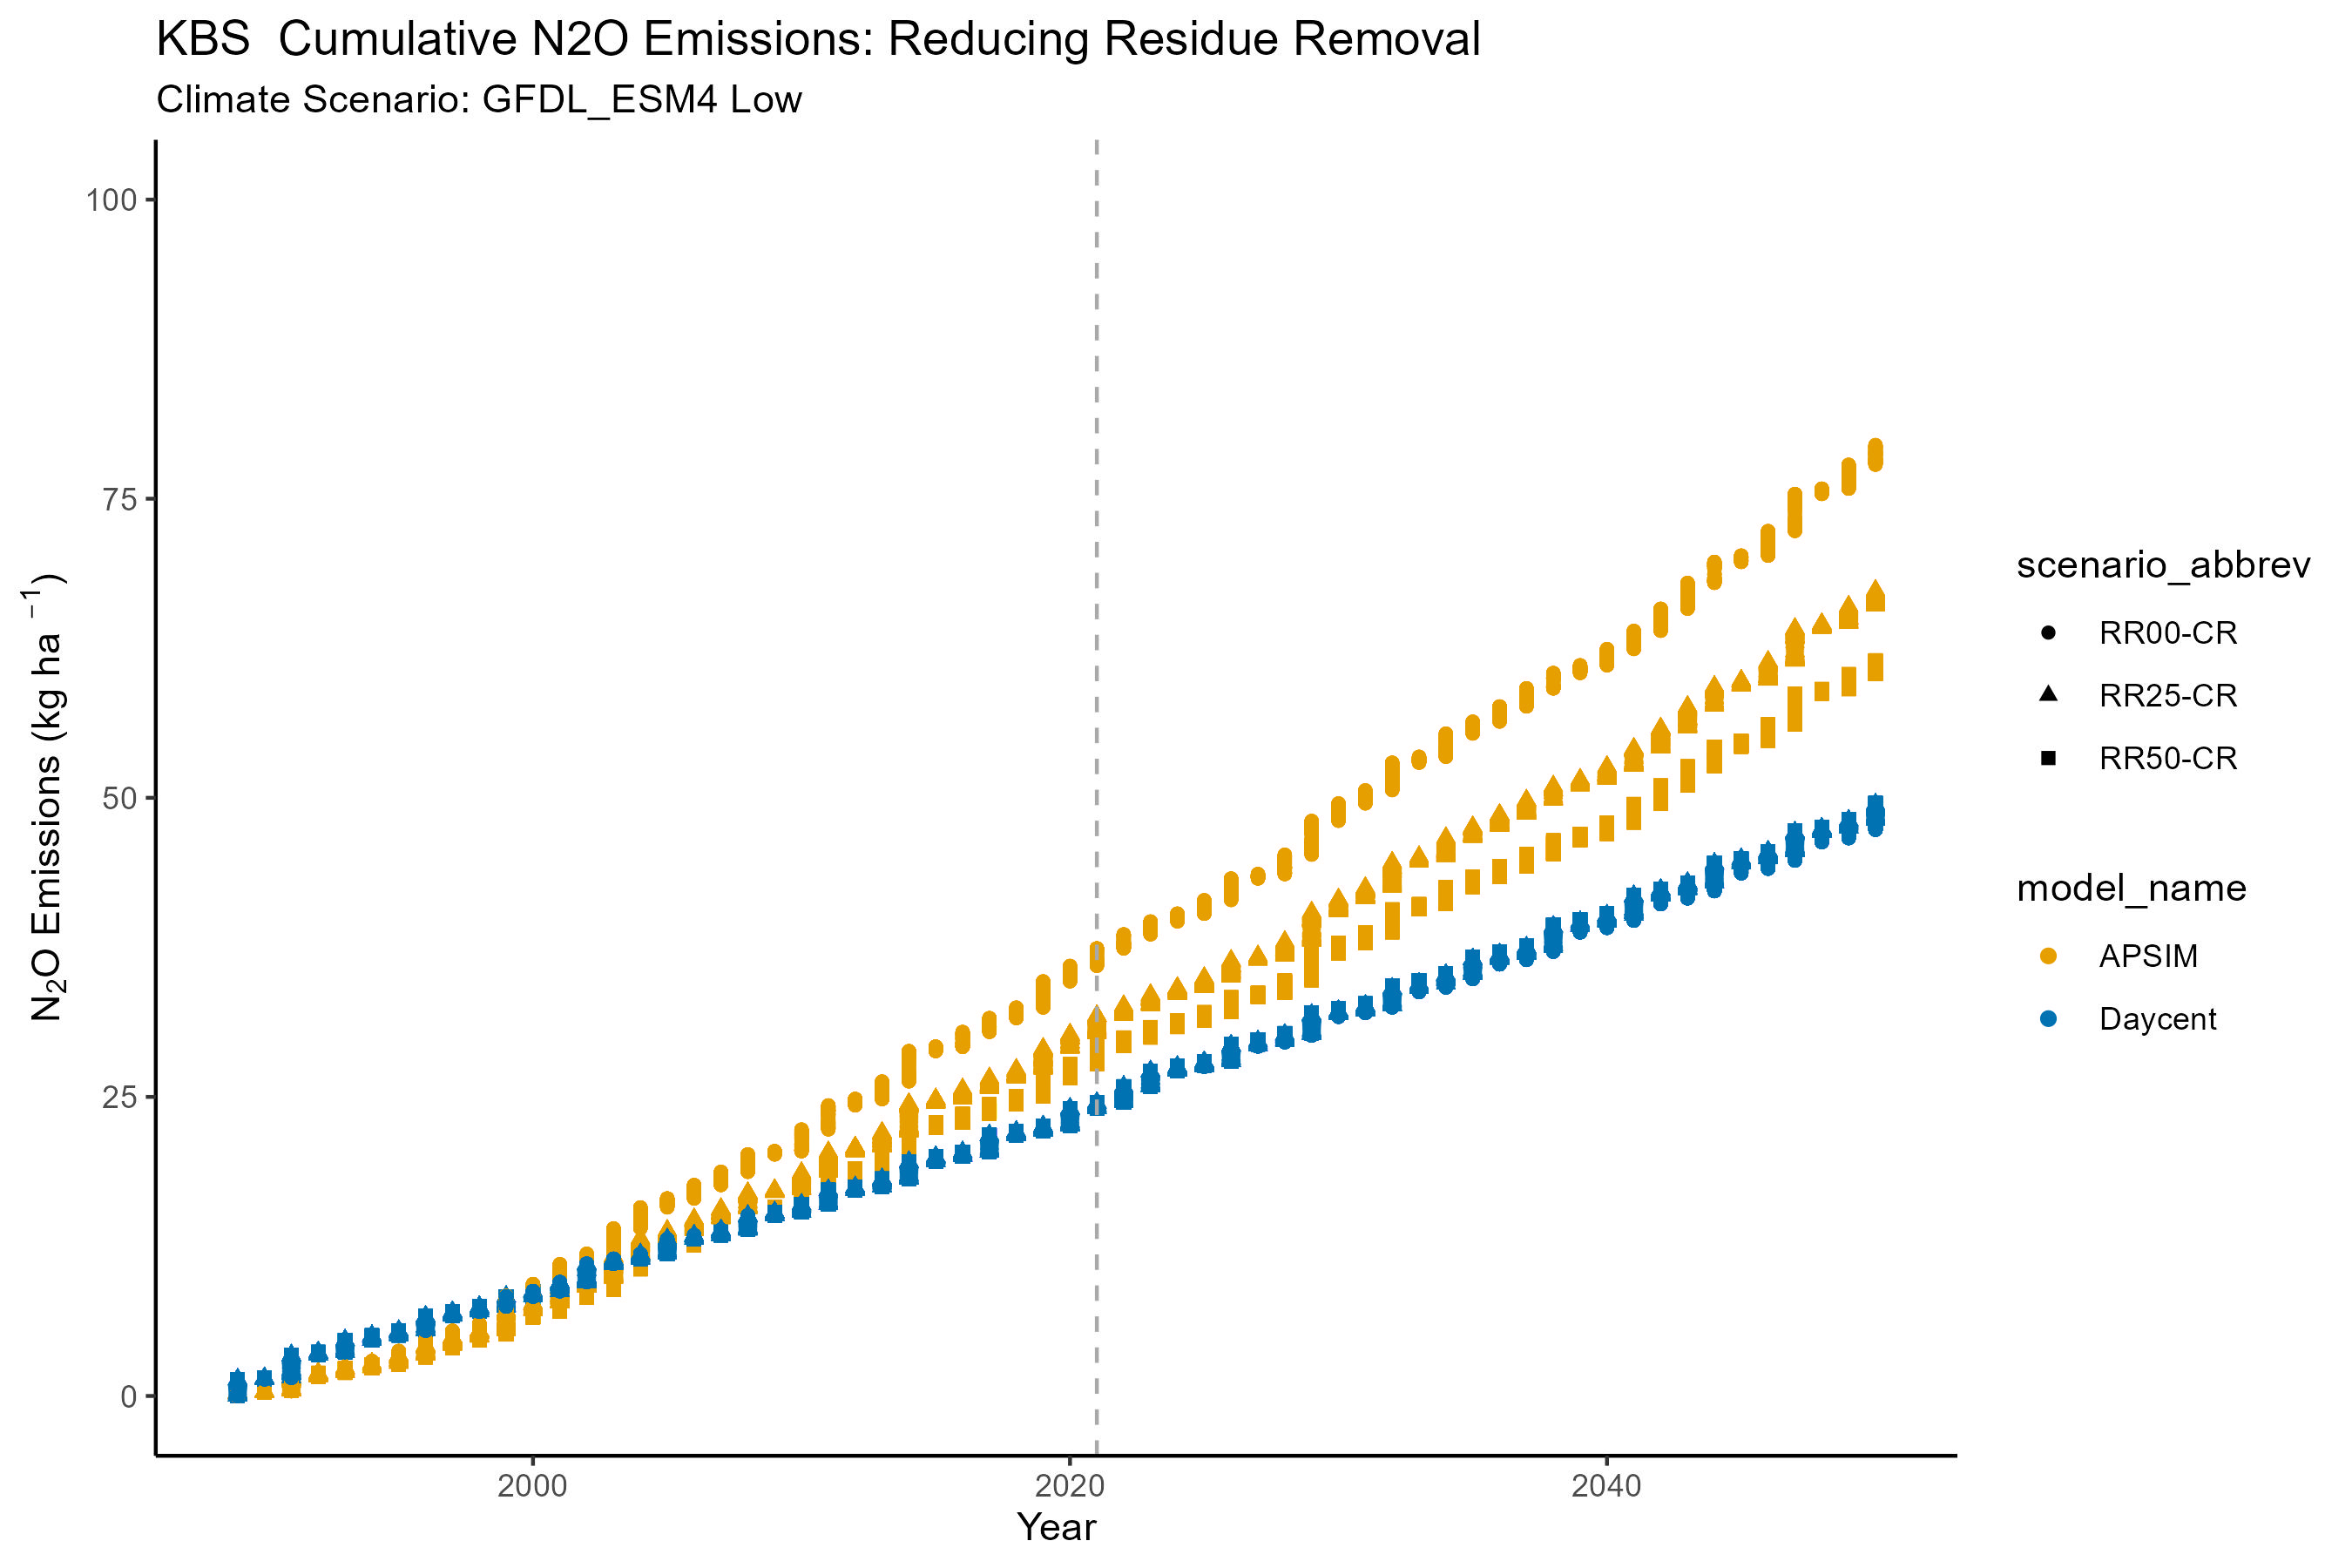 KBS  Cumulative N2O Emissions: Reducing Residue Removal
Climate Scenario: GFDL_ESM4 Low
N₂O Emissions (kg ha ⁻¹)
100
75
50
25
0
2000
2020
2040
Year
scenario_abbrev
RR00-CR
RR25-CR
RR50-CR
model_name
APSIM
Daycent